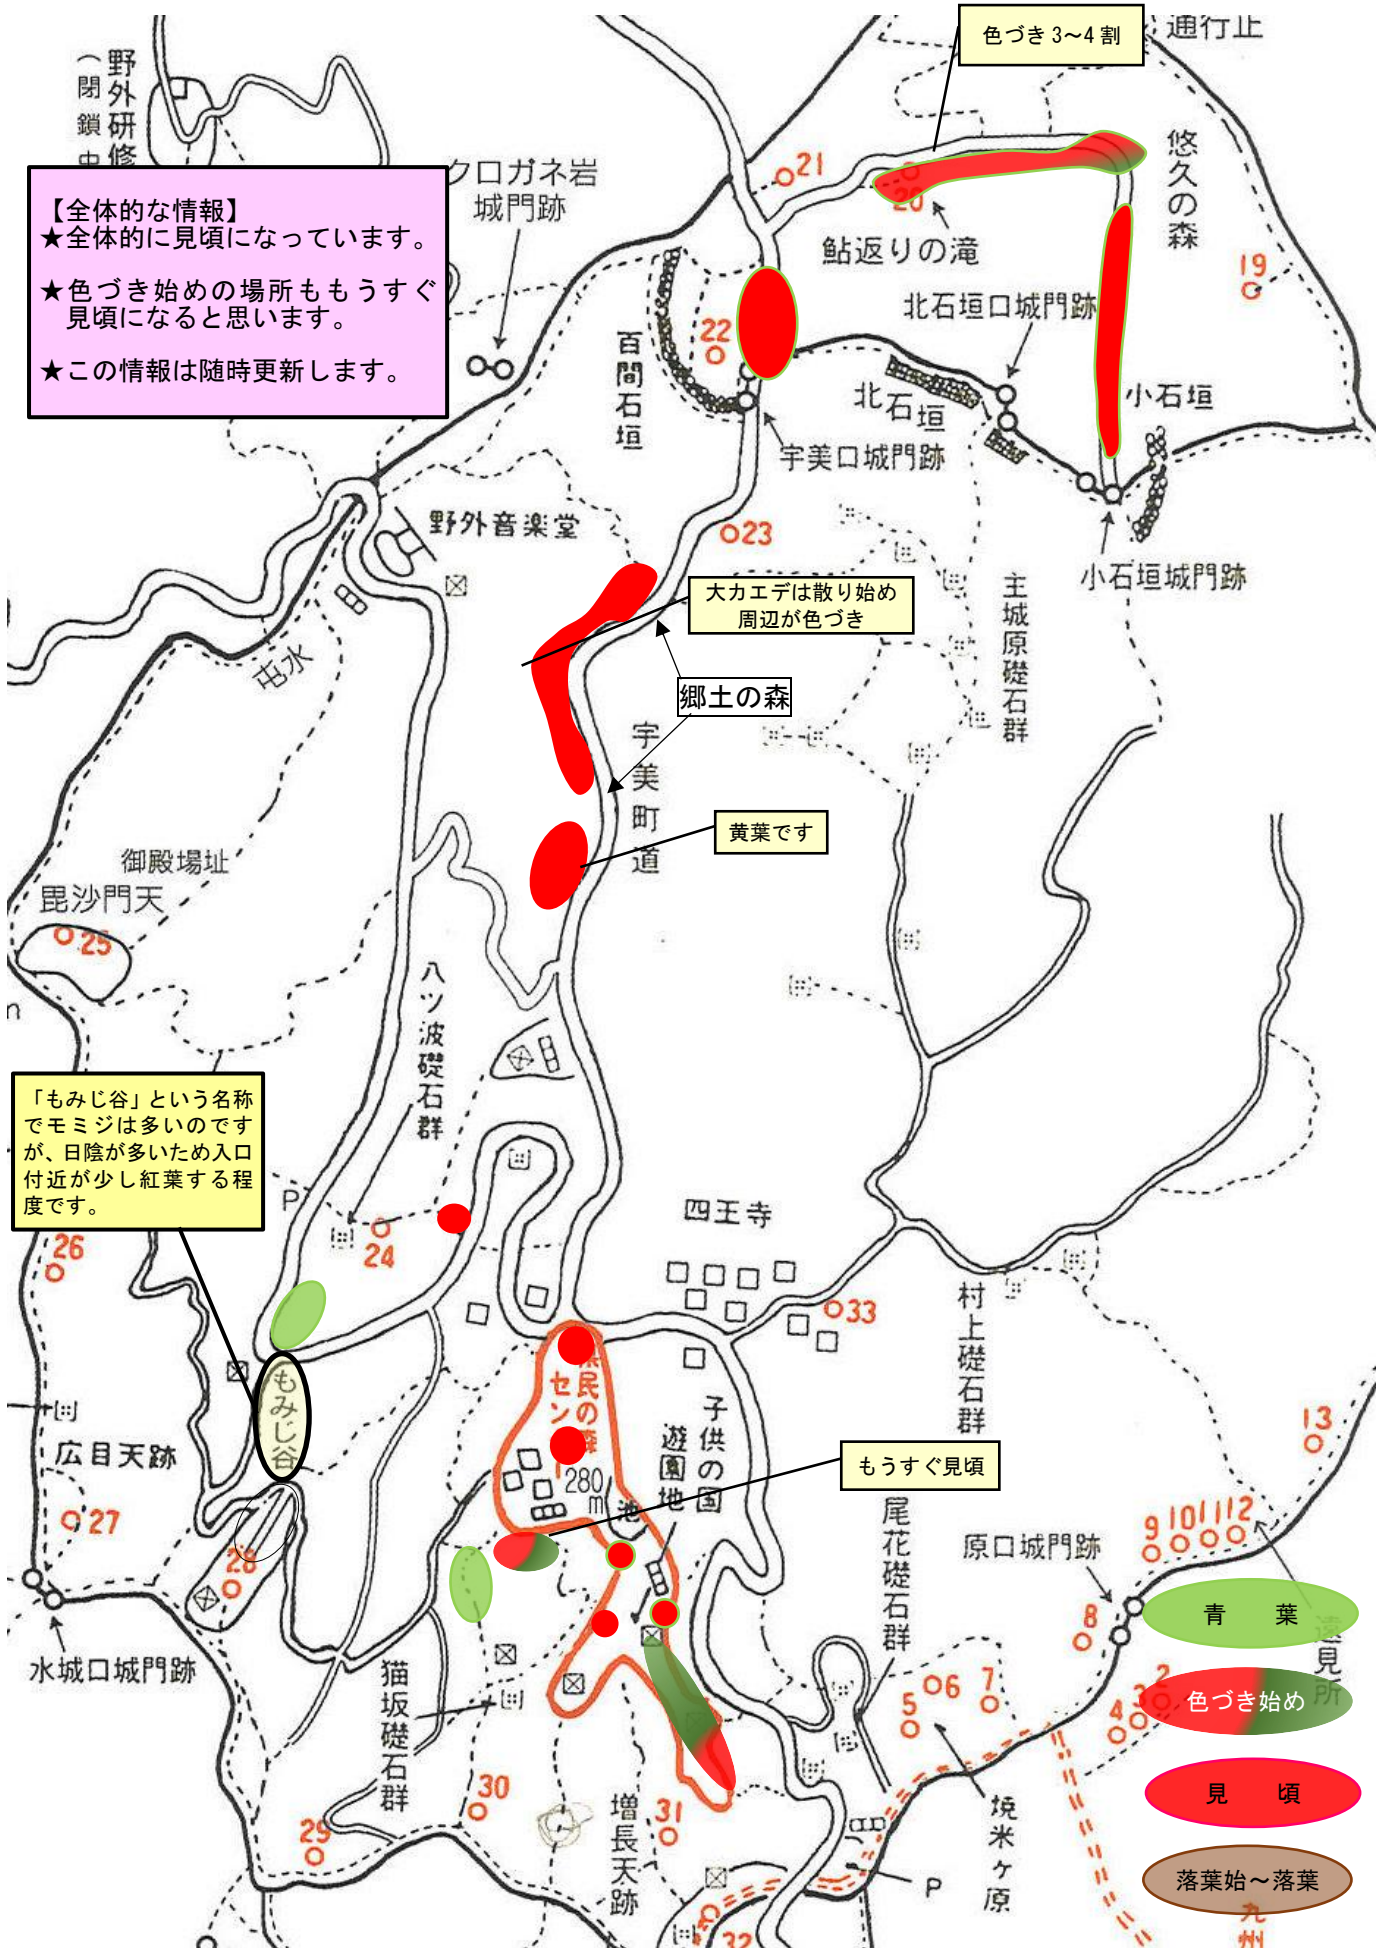 色づき3～4割
通行止
野外研修
（閉鎖中
クロガネ岩
城門跡
【全体的な情報】
★全体的に見頃になっています。
★色づき始めの場所ももうすぐ
見頃になると思います。
★この情報は随時更新します。
21
20
鮎返りの滝
悠久の森
19
北石垣口城門跡
22
百間石垣
北石垣
小石垣
宇美口城門跡
野外音楽堂
23
小石垣城門跡
大カエデは散り始め
周辺が色づき
主城原礎石群
屯水
郷土の森
宇美町道
黄葉です
御殿場址
毘沙門天
25
八ツ波礎石群
「もみじ谷」という名称
でモミジは多いのです
が、日陰が多いため入口
付近が少し紅葉する程
度です。
P
24
四王寺
26
33
村上礎石群
もみじ谷
県民の森
セン
広目天跡
子供の国
遊園地
13
もうすぐ見頃
280
m
池
27
28
尾花礎石群
原口城門跡
9
10
11
12
遠見所
8
青　葉
水城口城門跡
猫坂礎石群
5
6
7
4
3
2
色づき始め
30
29
増長天跡
31
焼米ヶ原
見　頃
P
落葉始～落葉
32
九州